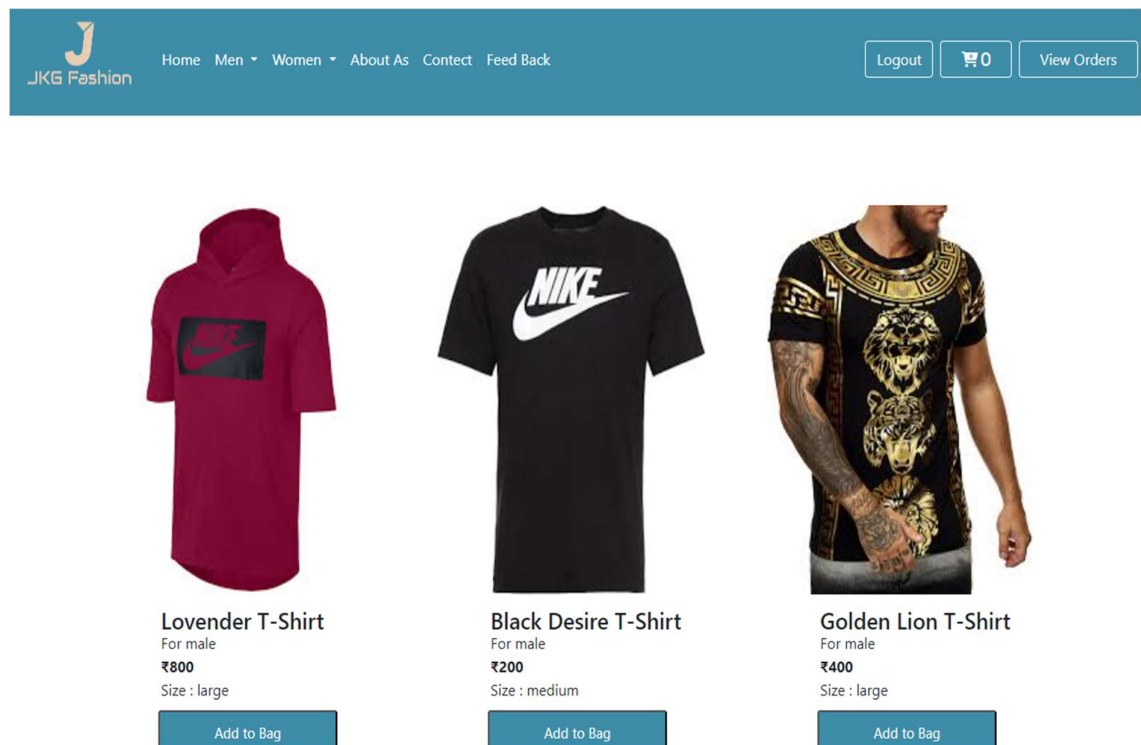 JKG Fashion
Home Men Women About As Contect Feed Back
Logout 0 View Orders
NIKE
NIKE
Lovender T-Shirt
For male
₹800
Size : large
Add to Bag
Black Desire T-Shirt
For male
₹200
Size : medium
Add to Bag
Golden Lion T-Shirt
For male
₹400
Size : large
Add to Bag